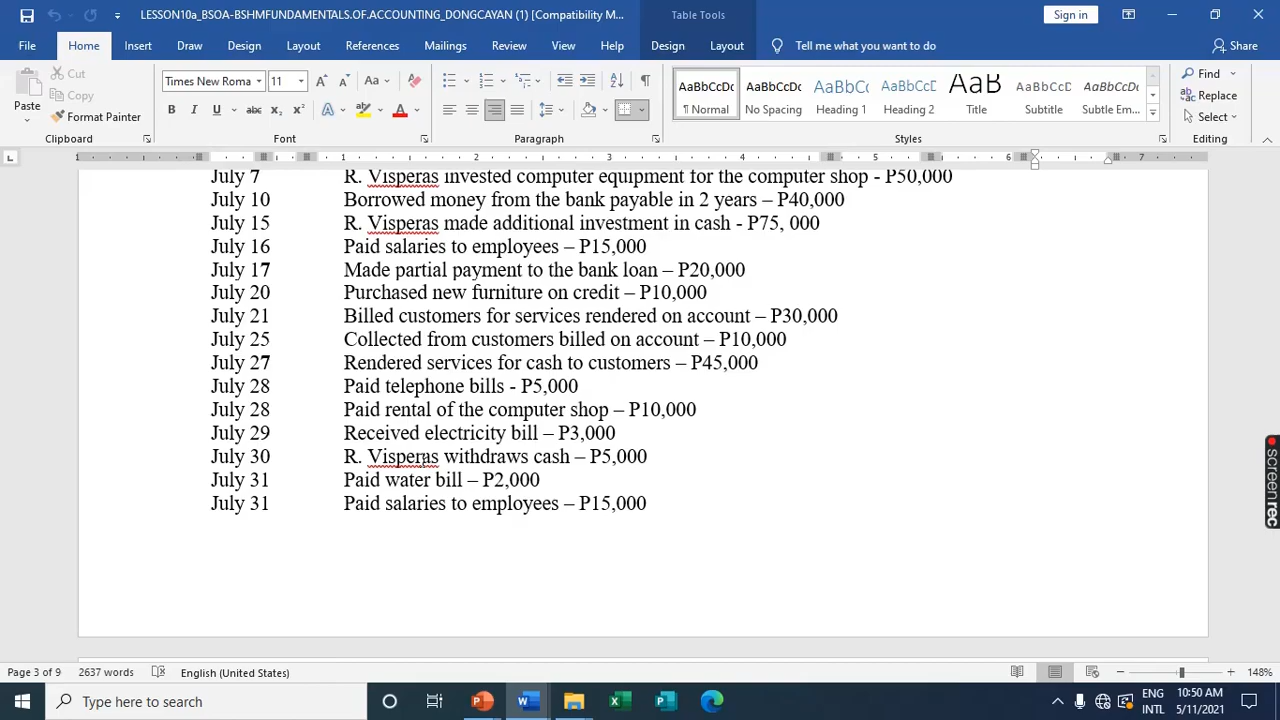 LESSON10a_BSOA-BSHMFUNDAMENTALS.OF.ACCOUNTING_DONGCAYAN (1) [Compatibility M...
Table Tools
Sign in
File
Home
Insert
Draw
Design
Layout
References
Mailings
Review
View
Help
Design
Layout
Tell me what you want to do
Share
Paste
Cut
Copy
Format Painter
Clipboard
Times New Roma
11
Font
Paragraph
AaBbCcDc
¶ Normal
AaBbCcDc
No Spacing
AaBbCc
Heading 1
AaBbCcD
Heading 2
AaB
Title
AaBbCcD
Subtitle
AaBbCcDc
Subtle Em...
Styles
Find
Replace
Select
Editing
1 1 2 3 4 5 6 7
July 7 R. Visperas invested computer equipment for the computer shop - P50,000
July 10 Borrowed money from the bank payable in 2 years – P40,000
July 15 R. Visperas made additional investment in cash - P75, 000
July 16 Paid salaries to employees – P15,000
July 17 Made partial payment to the bank loan – P20,000
July 20 Purchased new furniture on credit – P10,000
July 21 Billed customers for services rendered on account – P30,000
July 25 Collected from customers billed on account – P10,000
July 27 Rendered services for cash to customers – P45,000
July 28 Paid telephone bills - P5,000
July 28 Paid rental of the computer shop – P10,000
July 29 Received electricity bill – P3,000
July 30 R. Visperas withdraws cash – P5,000
July 31 Paid water bill – P2,000
July 31 Paid salaries to employees – P15,000
screenrec
Page 3 of 9
2637 words
English (United States)
148%
Type here to search
ENG
INTL
10:50 AM
5/11/2021